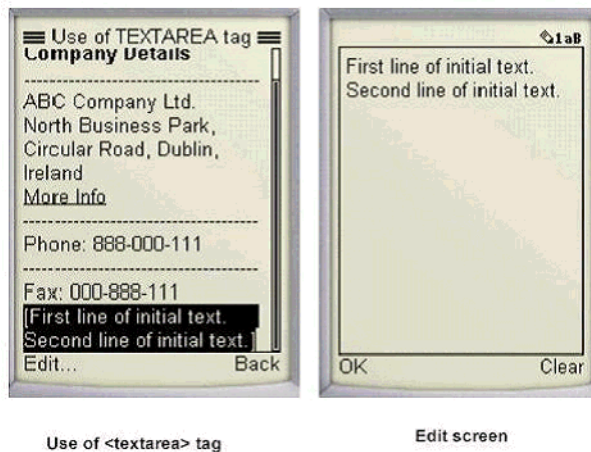 Use of TEXTAREA tag
Company Details
ABC Company Ltd.
North Business Park,
Circular Road, Dublin,
Ireland
More Info
Phone: 888-000-111
Fax: 000-888-111
[First line of initial text.
Second line of initial text.]
Edit... Back
1aB
First line of initial text.
Second line of initial text.
OK Clear
Use of <textarea> tag
Edit screen